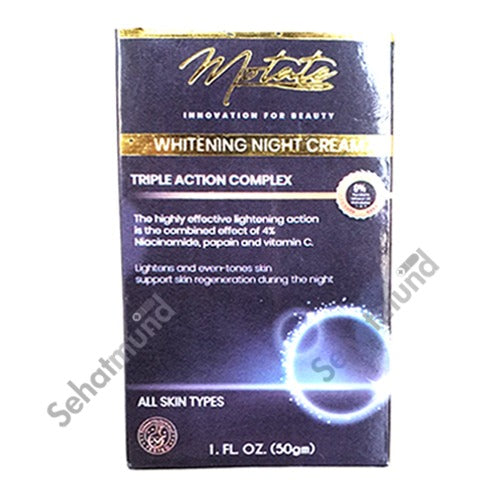 Motate
INNOVATION FOR BEAUTY
WHITENING NIGHT CREAM
TRIPLE ACTION COMPLEX
0%
The highly effective lightening action
is the combined effect of 4%
Niacinamide, papain and vitamin C.
Lightens and even-tones skin
support skin regeneration during the night
Sehatmund
Sehatmund
ALL SKIN TYPES
1. FL. OZ. (50gm)